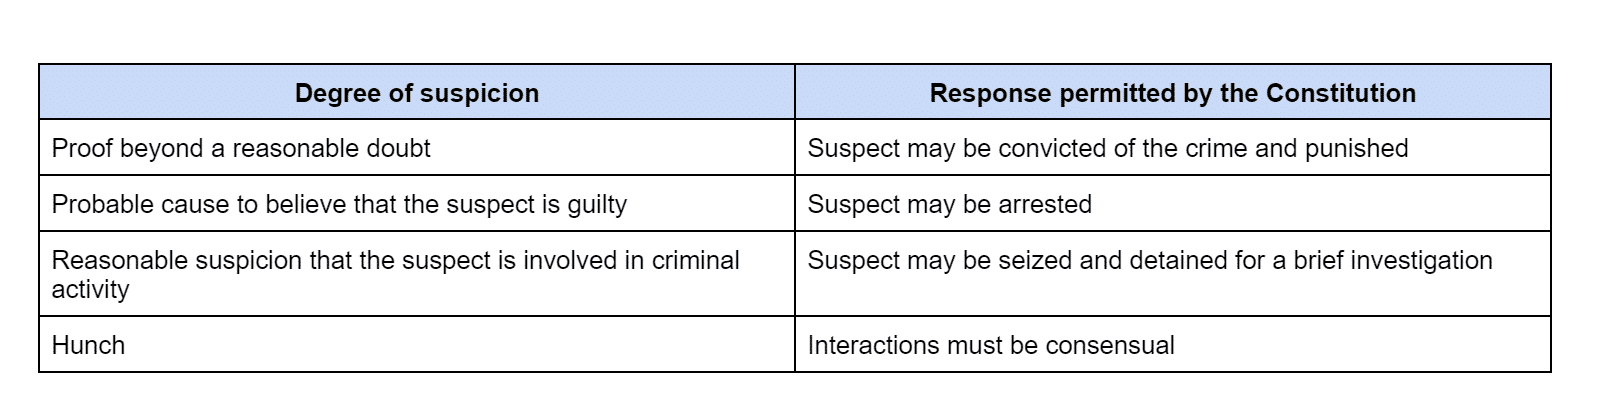 Degree of suspicion
Response permitted by the Constitution
Proof beyond a reasonable doubt
Suspect may be convicted of the crime and punished
Probable cause to believe that the suspect is guilty
Suspect may be arrested
Reasonable suspicion that the suspect is involved in criminal
activity
Suspect may be seized and detained for a brief investigation
Hunch
Interactions must be consensual